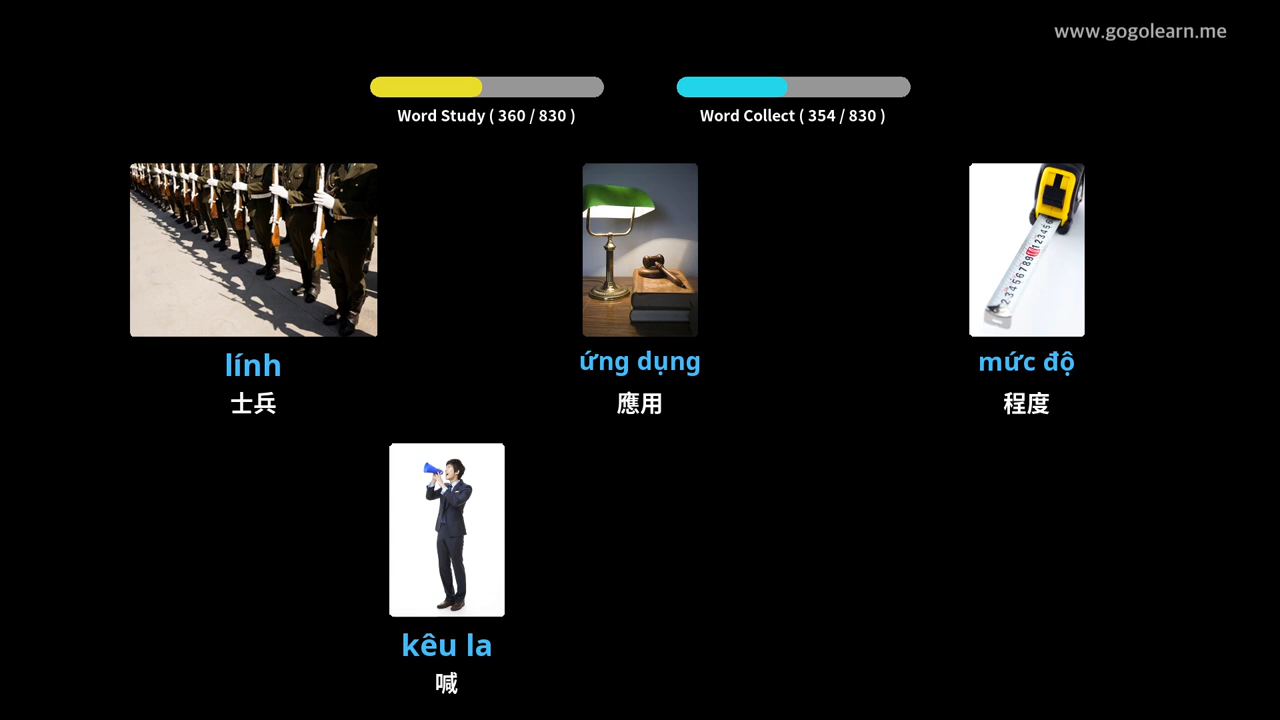 www.gogolearn.me
Word Study ( 360 / 830 )
Word Collect ( 354 / 830 )
lính
士兵
ứng dụng
應用
mức độ
程度
kêu la
喊